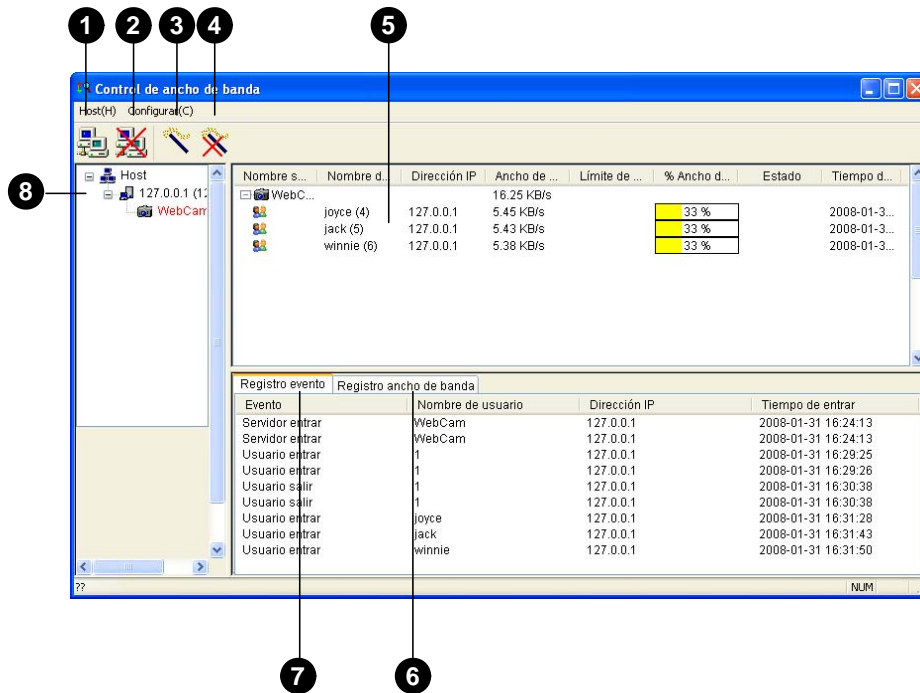 1 2 3 4 5
Control de ancho de banda
Host(H) Configurar(C)
8
Host
127.0.0.1 (12
WebCam
Nombre s... Nombre d... Dirección IP Ancho de ... Límite de ... % Ancho d... Estado Tiempo d...
WebC... 16.25 KB/s
joyce (4) 127.0.0.1 5.45 KB/s 33 % 2008-01-3...
jack (5) 127.0.0.1 5.43 KB/s 33 % 2008-01-3...
winnie (6) 127.0.0.1 5.38 KB/s 33 % 2008-01-3...
Registro evento Registro ancho de banda
Evento Nombre de usuario Dirección IP Tiempo de entrar
Servidor entrar WebCam 127.0.0.1 2008-01-31 16:24:13
Servidor entrar WebCam 127.0.0.1 2008-01-31 16:24:13
Usuario entrar 1 127.0.0.1 2008-01-31 16:29:25
Usuario entrar 1 127.0.0.1 2008-01-31 16:29:26
Usuario salir 1 127.0.0.1 2008-01-31 16:30:38
Usuario salir 1 127.0.0.1 2008-01-31 16:30:38
Usuario entrar joyce 127.0.0.1 2008-01-31 16:31:28
Usuario entrar jack 127.0.0.1 2008-01-31 16:31:43
Usuario entrar winnie 127.0.0.1 2008-01-31 16:31:50
?? NUM
7 6